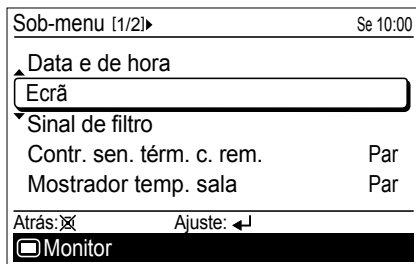 Sob-menu [1/2]▸ Se 10:00
Data e de hora
Ecrã
Sinal de filtro
Contr. sen. térm. c. rem. Par
Mostrador temp. sala Par
Atrás: Ajuste:
Monitor